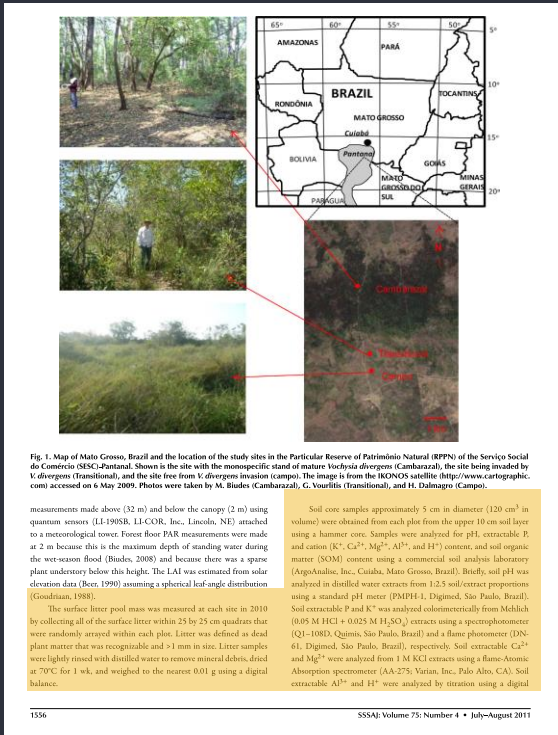 65°
60°
55°
50°
AMAZONAS
PARÁ
5°
10°
BRAZIL
TOCANTINS
RONDÔNIA
MATO GROSSO
Cuiabá
15°
BOLIVIA
Pantanal
GOIÁS
MATO
GROSSO DO
SUL
MINAS
GERAIS
20°
PARAGUA
N
Cambarazal
Transitional
Campo
Fig. 1. Map of Mato Grosso, Brazil and the location of the study sites in the Particular Reserve of Patrimônio Natural (RPPN) of the Serviço Social
do Comércio (SESC)-Pantanal. Shown is the site with the monospecific stand of mature Vochysia divergens (Cambarazal), the site being invaded by
V. divergens (Transitional), and the site free from V. divergens invasion (campo). The image is from the IKONOS satellite (http://www.cartographic.
com) accessed on 6 May 2009. Photos were taken by M. Biudes (Cambarazal), G. Vourlitis (Transitional), and H. Dalmagro (Campo).
measurements made above (32 m) and below the canopy (2 m) using
quantum sensors (LI-190SB, LI-COR, Inc., Lincoln, NE) attached
to a meteorological tower. Forest floor PAR measurements were made
at 2 m because this is the maximum depth of standing water during
the wet-season flood (Biudes, 2008) and because there was a sparse
plant understory below this height. The LAI was estimated from solar
elevation data (Beer, 1990) assuming a spherical leaf-angle distribution
(Goudriaan, 1988).
The surface litter pool mass was measured at each site in 2010
by collecting all of the surface litter within 25 by 25 cm quadrats that
were randomly arrayed within each plot. Litter was defined as dead
plant matter that was recognizable and >1 mm in size. Litter samples
were lightly rinsed with distilled water to remove mineral debris, dried
at 70°C for 1 wk, and weighed to the nearest 0.01 g using a digital
balance.
Soil core samples approximately 5 cm in diameter (120 cm³ in
volume) were obtained from each plot from the upper 10 cm soil layer
using a hammer core. Samples were analyzed for pH, extractable P,
and cation (K⁺, Ca²⁺, Mg²⁺, Al³⁺, and H⁺) content, and soil organic
matter (SOM) content using a commercial soil analysis laboratory
(ArgoAnalise, Inc., Cuiaba, Mato Grosso, Brazil). Briefly, soil pH was
analyzed in distilled water extracts from 1:2.5 soil/extract proportions
using a standard pH meter (PMPH-1, Digimed, São Paulo, Brazil).
Soil extractable P and K⁺ was analyzed colorimeterically from Mehlich
(0.05 M HCl + 0.025 M H₂SO₄) extracts using a spectrophotometer
(Q1–108D, Quimis, São Paulo, Brazil) and a flame photometer (DN-
61, Digimed, São Paulo, Brazil), respectively. Soil extractable Ca²⁺
and Mg²⁺ were analyzed from 1 M KCl extracts using a flame-Atomic
Absorption spectrometer (AA-275; Varian, Inc., Palo Alto, CA). Soil
extractable Al³⁺ and H⁺ were analyzed by titration using a digital
1556
SSSAJ: Volume 75: Number 4 • July–August 2011